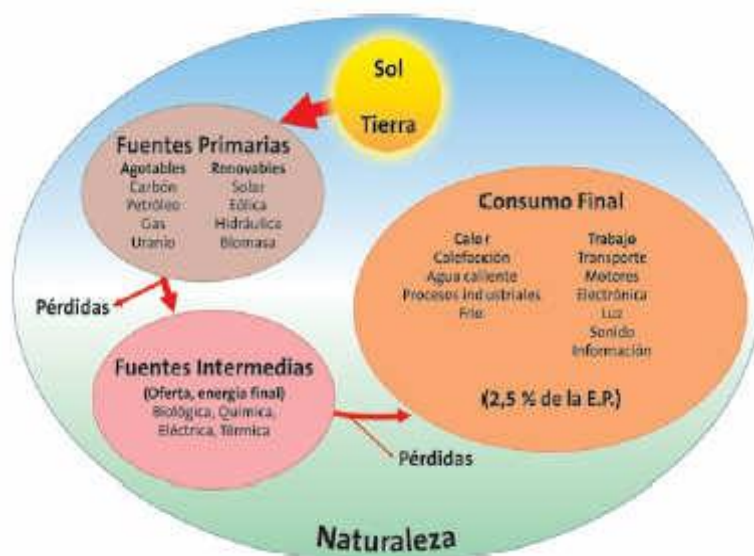 Sol
Tierra
Fuentes Primarias
Agotables Renovables
Carbón Solar
Petróleo Eólica
Gas Hidráulica
Uranio Biomasa
Pérdidas
Consumo Final
Calor Trabajo
Calefacción Transporte
Agua caliente Motores
Procesos industriales Electrónica
Frío Luz
Sonido
Información
(2,5 % de la E.P.)
Fuentes Intermedias
(Oferta, energía final)
Biológica, Química,
Eléctrica, Térmica
Pérdidas
Naturaleza